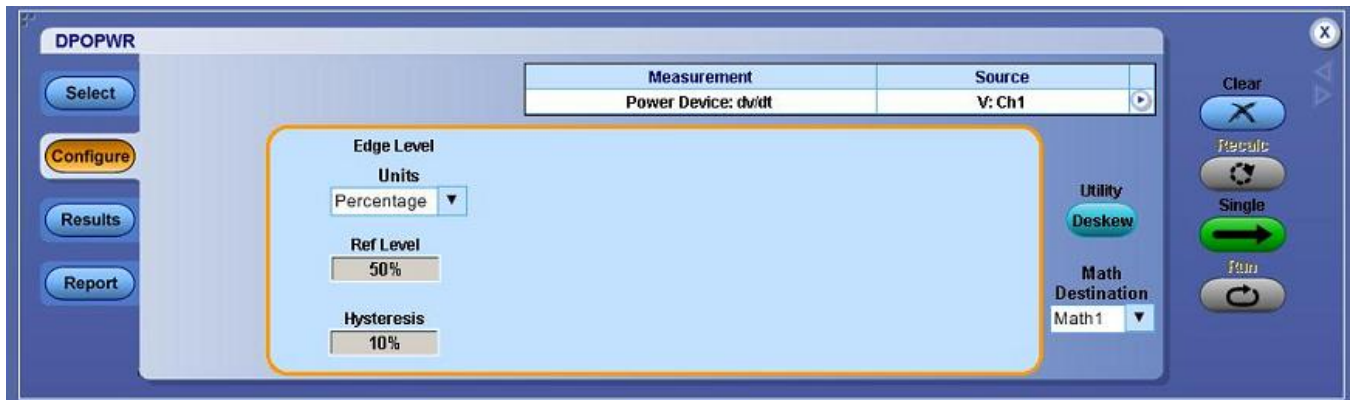 DPOPWR
Select
Configure
Results
Report
Measurement Source
Power Device: dv/dt V: Ch1
Edge Level
Units
Percentage
Ref Level
50%
Hysteresis
10%
Utility
Deskew
Math
Destination
Math1
X
Clear
Recalc
Single
Run